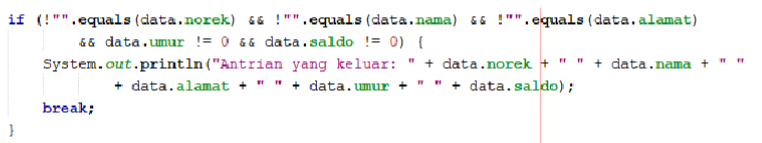 if (!"".equals(data.norek) && !"".equals(data.nama) && !"".equals(data.alamat)
&& data.umur != 0 && data.saldo != 0) {
System.out.println("Antrian yang keluar: " + data.norek + " " + data.nama + " "
+ data.alamat + " " + data.umur + " " + data.saldo);
break;
}